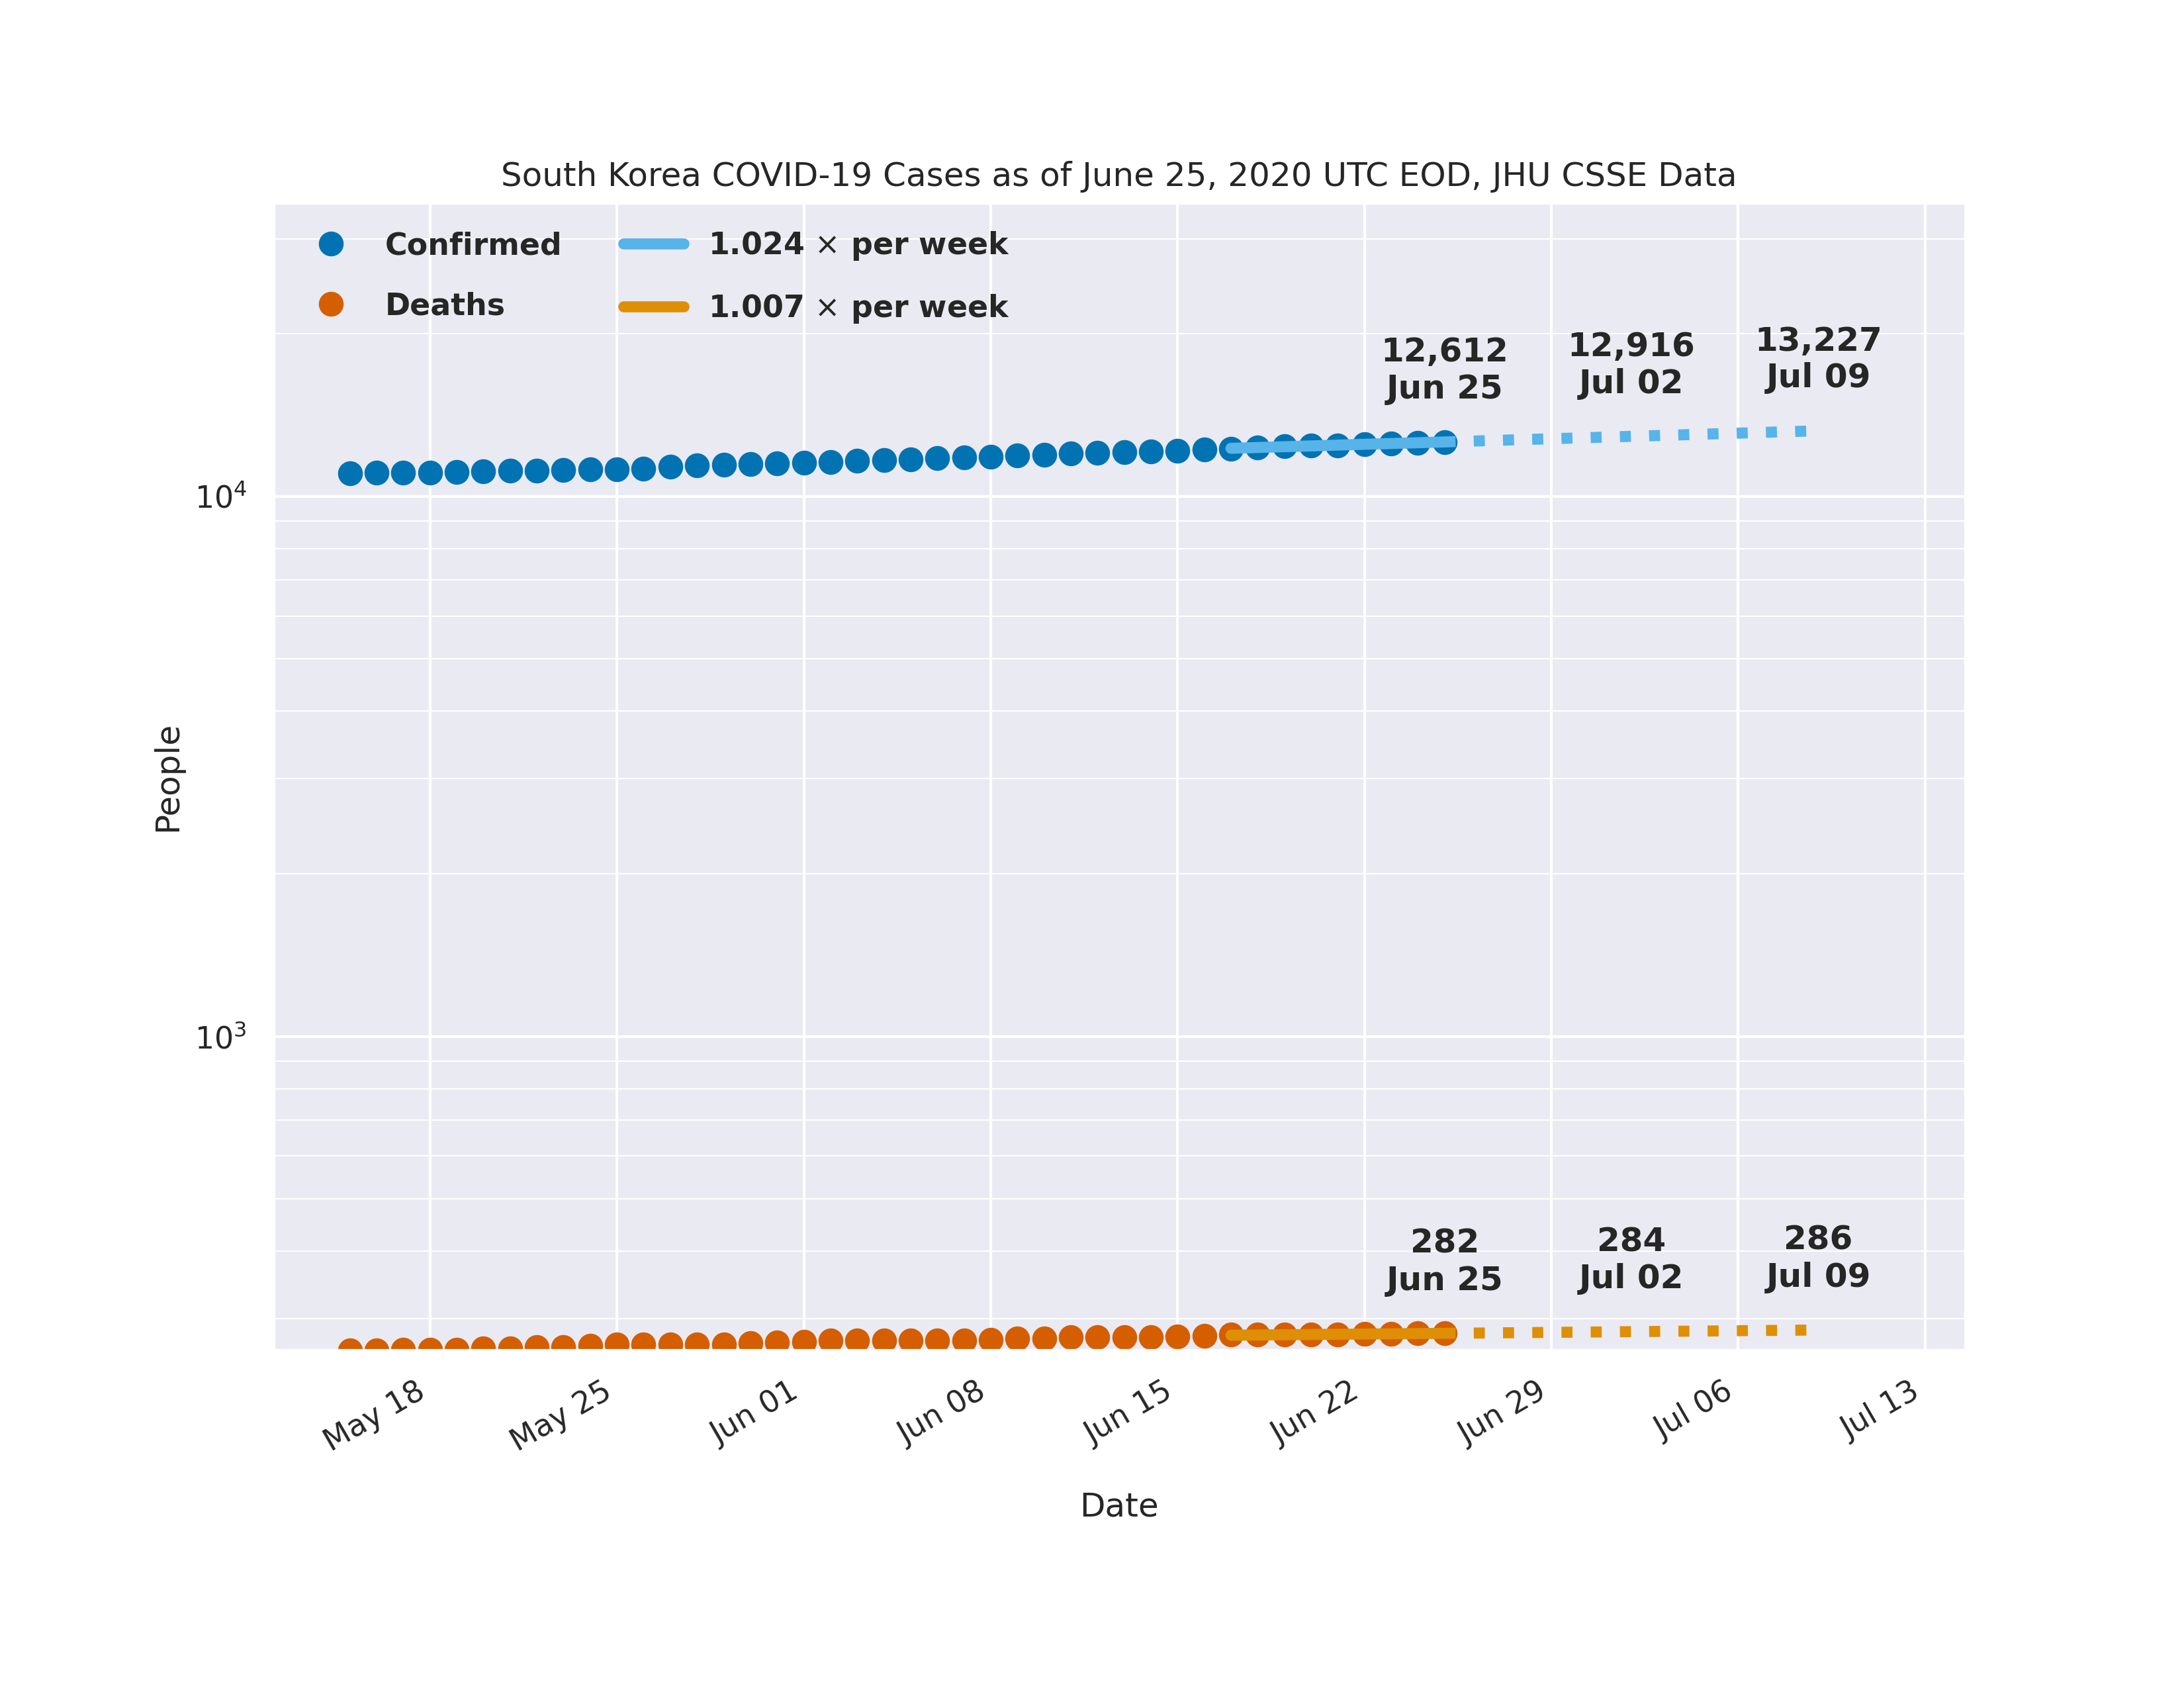 South Korea COVID-19 Cases as of June 25, 2020 UTC EOD, JHU CSSE Data
Confirmed
Deaths
1.024 × per week
1.007 × per week
12,612
Jun 25
12,916
Jul 02
13,227
Jul 09
10⁴
10³
People
282
Jun 25
284
Jul 02
286
Jul 09
May 18
May 25
Jun 01
Jun 08
Jun 15
Jun 22
Jun 29
Jul 06
Jul 13
Date